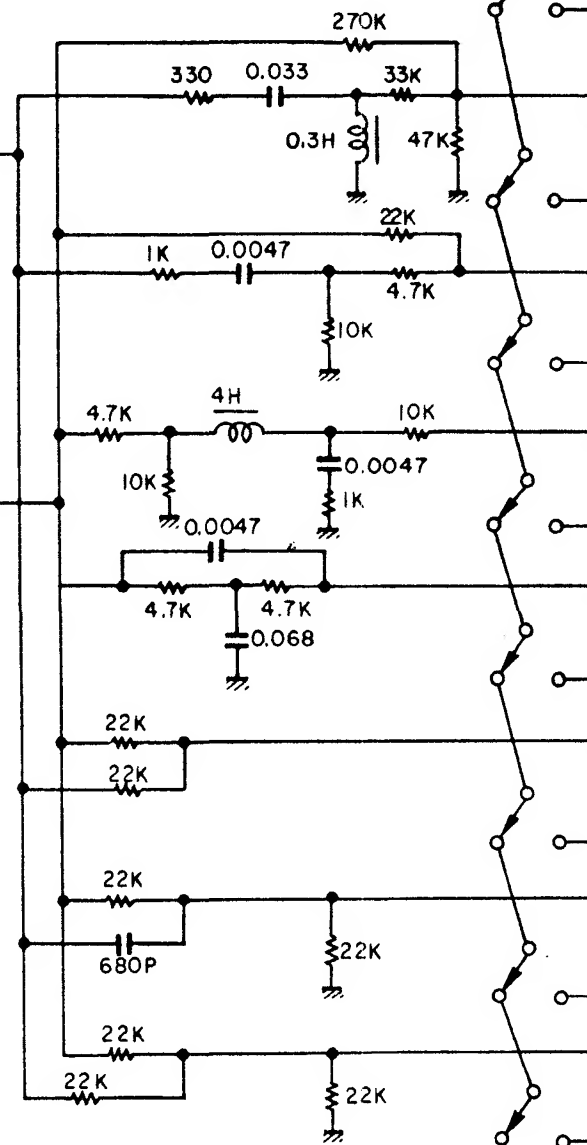 270K
330 0.033 33K
0.3H 47K
22K
1K 0.0047
4.7K
10K
4.7K 4H 10K
0.0047
10K 1K
0.0047
4.7K 4.7K
0.068
22K
22K
22K
680P 22K
22K
22K 22K